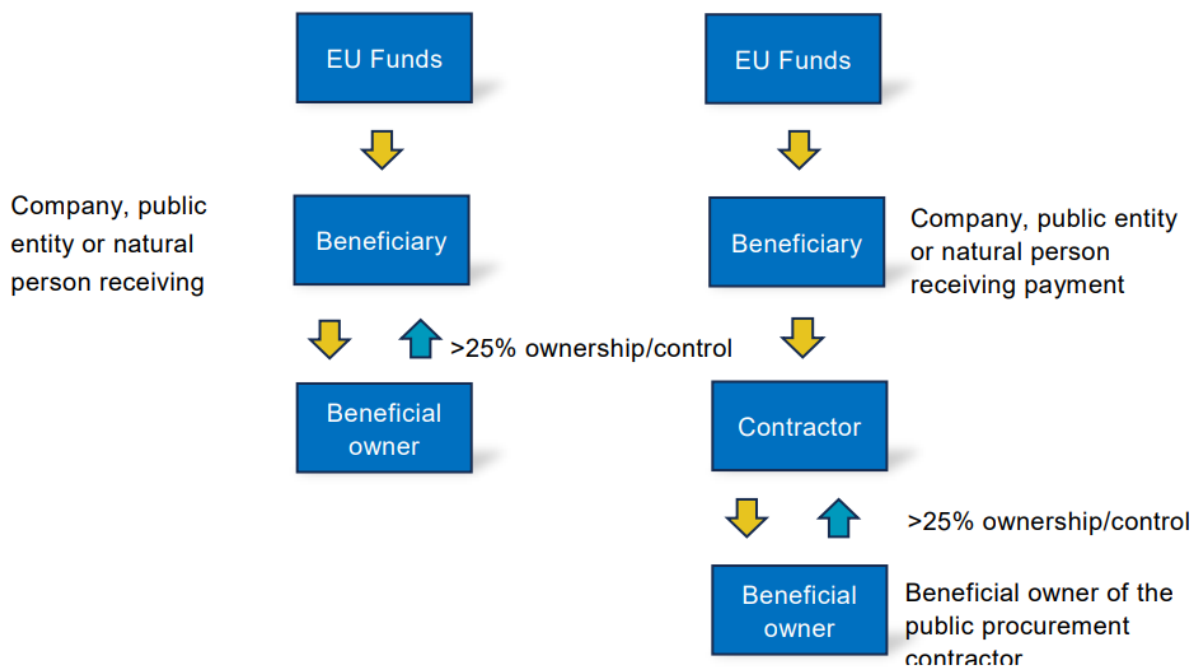 EU Funds
EU Funds
Company, public
entity or natural
person receiving
Beneficiary
Beneficiary
Company, public entity
or natural person
receiving payment
>25% ownership/control
Beneficial
owner
Contractor
>25% ownership/control
Beneficial
owner
Beneficial owner of the
public procurement
contractor